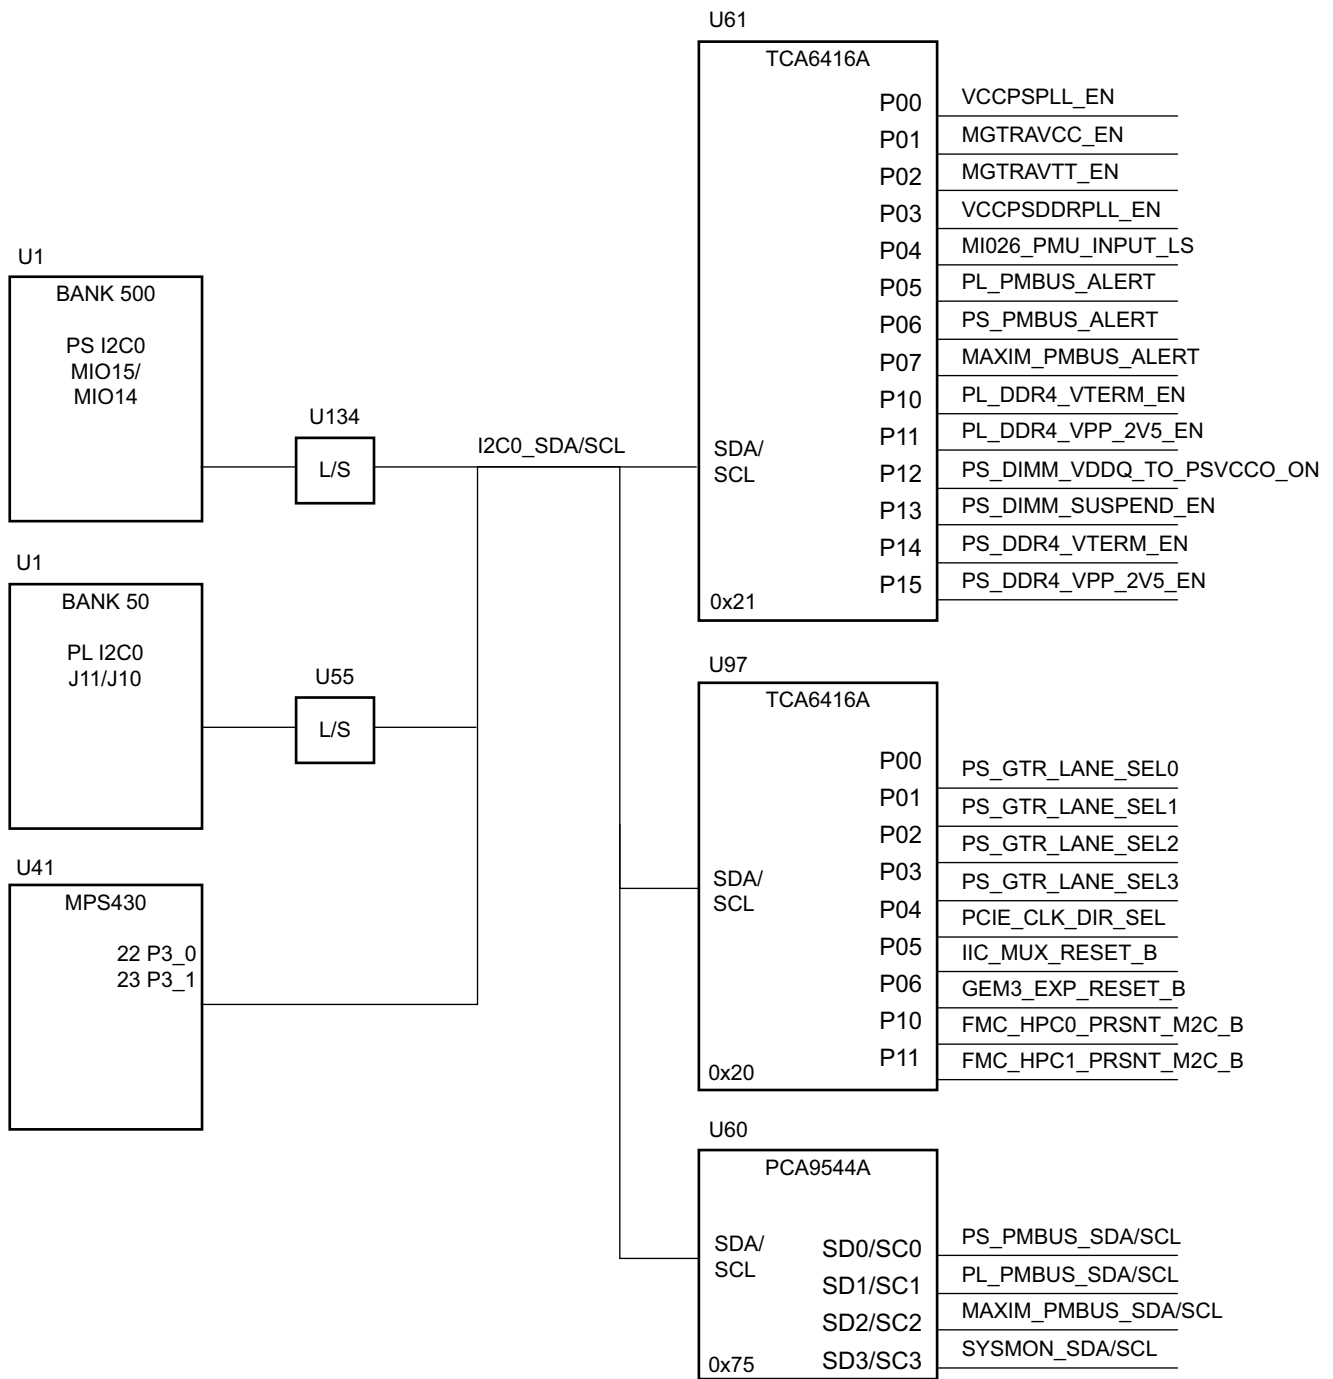 U61
TCA6416A
P00 VCCPSPLL_EN
P01 MGTRAVCC_EN
P02 MGTRAVTT_EN
P03 VCCPSDDRPLL_EN
P04 MI026_PMU_INPUT_LS
P05 PL_PMBUS_ALERT
P06 PS_PMBUS_ALERT
P07 MAXIM_PMBUS_ALERT
P10 PL_DDR4_VTERM_EN
P11 PL_DDR4_VPP_2V5_EN
P12 PS_DIMM_VDDQ_TO_PSVCCO_ON
P13 PS_DIMM_SUSPEND_EN
P14 PS_DDR4_VTERM_EN
P15 PS_DDR4_VPP_2V5_EN
SDA/
SCL
0x21
U1
BANK 500
PS I2C0
MIO15/
MIO14
U134
L/S
I2C0_SDA/SCL
U1
BANK 50
PL I2C0
J11/J10
U55
L/S
U41
MPS430
22 P3_0
23 P3_1
U97
TCA6416A
P00 PS_GTR_LANE_SEL0
P01 PS_GTR_LANE_SEL1
P02 PS_GTR_LANE_SEL2
P03 PS_GTR_LANE_SEL3
P04 PCIE_CLK_DIR_SEL
P05 IIC_MUX_RESET_B
P06 GEM3_EXP_RESET_B
P10 FMC_HPC0_PRSNT_M2C_B
P11 FMC_HPC1_PRSNT_M2C_B
SDA/
SCL
0x20
U60
PCA9544A
SDA/
SCL
SD0/SC0 PS_PMBUS_SDA/SCL
SD1/SC1 PL_PMBUS_SDA/SCL
SD2/SC2 MAXIM_PMBUS_SDA/SCL
SD3/SC3 SYSMON_SDA/SCL
0x75